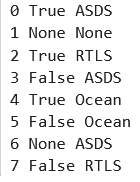 0 True ASDS
1 None None
2 True RTLS
3 False ASDS
4 True Ocean
5 False Ocean
6 None ASDS
7 False RTLS